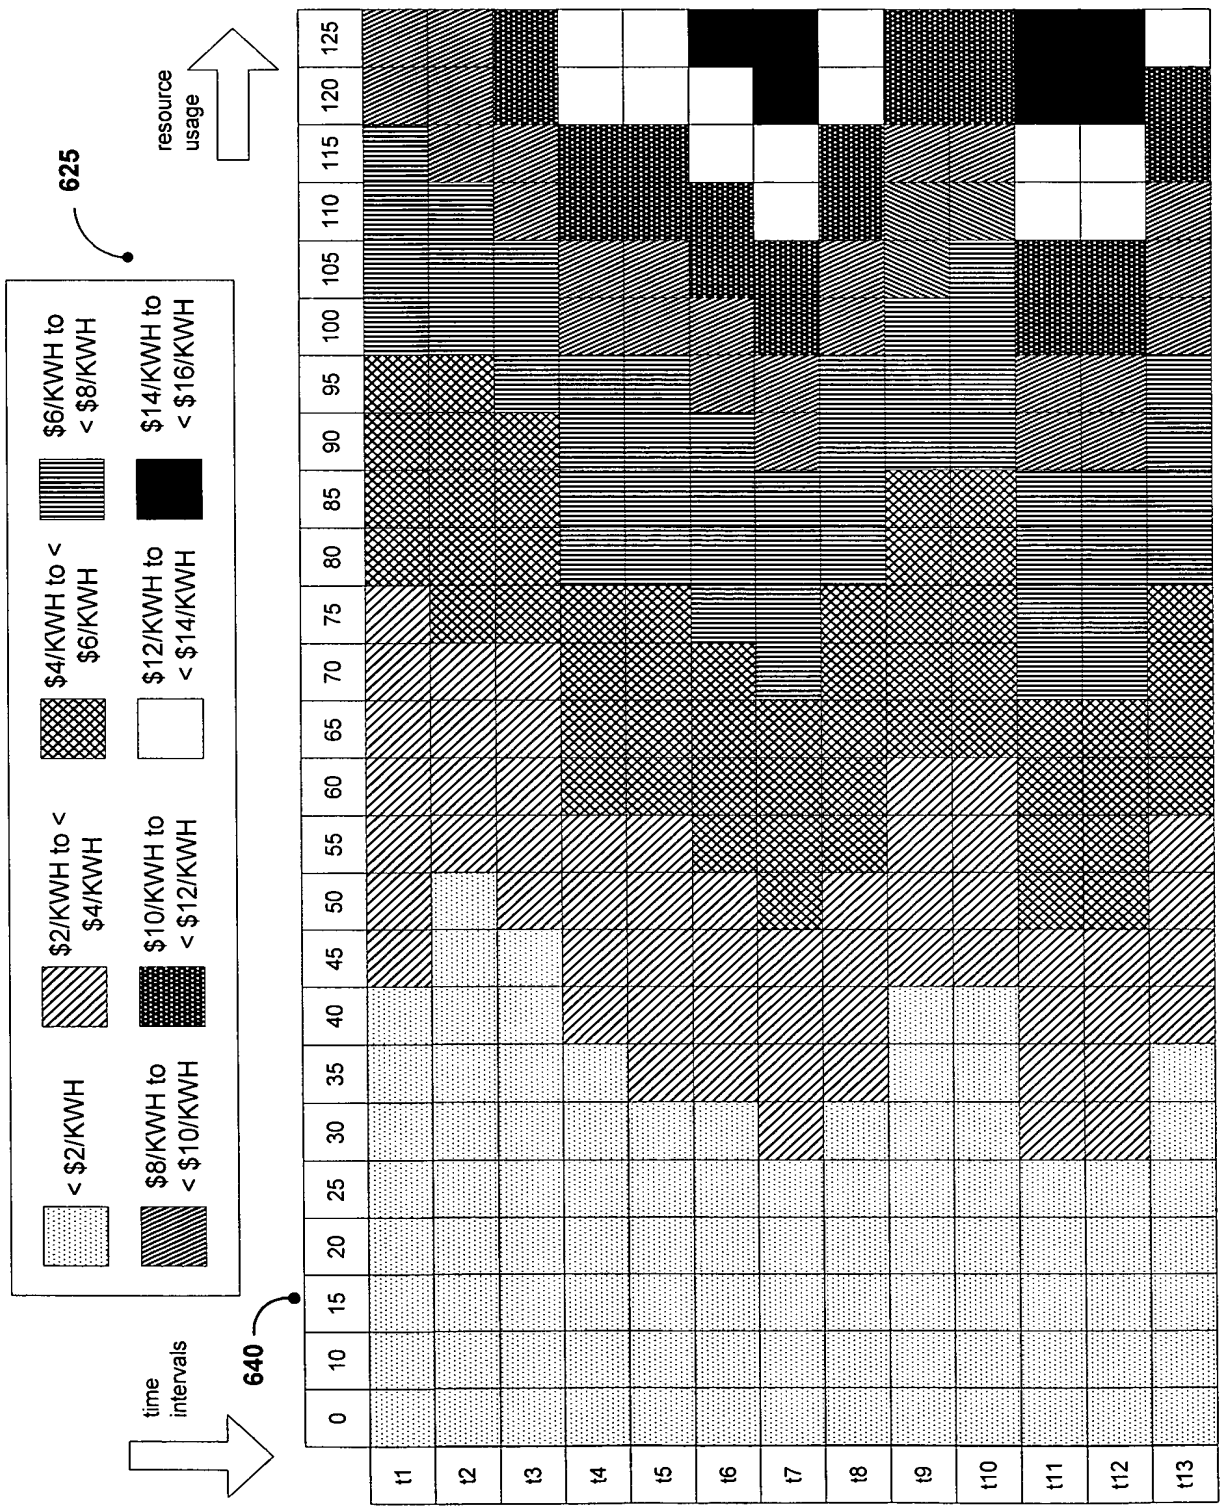 625
< $2/KWH
$2/KWH to <
$4/KWH
$4/KWH to <
$6/KWH
$6/KWH to
< $8/KWH
$8/KWH to
< $10/KWH
$10/KWH to
< $12/KWH
$12/KWH to
< $14/KWH
$14/KWH to
< $16/KWH
time
intervals
640
resource
usage
0 10 15 20 25 30 35 40 45 50 55 60 65 70 75 80 85 90 95 100 105 110 115 120 125
t1
t2
t3
t4
t5
t6
t7
t8
t9
t10
t11
t12
t13